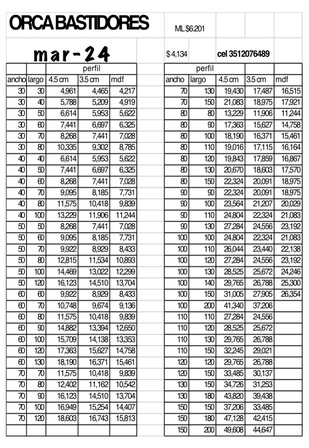 ORCA BASTIDORES
ML $6.201
mar-24
$ 4,134 cel 3512076489
perfil
ancho largo 4.5 cm 3.5 cm mdf
30 30 4,961 4,465 4,217
30 40 5,788 5,209 4,919
30 50 6,614 5,953 5,622
30 60 7,441 6,697 6,325
30 70 8,268 7,441 7,028
30 80 10,335 9,302 8,785
40 40 6,614 5,953 5,622
40 50 7,441 6,697 6,325
40 60 8,268 7,441 7,028
40 70 9,095 8,185 7,731
40 80 11,575 10,418 9,839
40 100 13,229 11,906 11,244
50 50 8,268 7,441 7,028
50 60 9,095 8,185 7,731
50 70 9,922 8,929 8,433
50 80 12,815 11,534 10,893
50 100 14,469 13,022 12,299
50 120 16,123 14,510 13,704
60 60 9,922 8,929 8,433
60 70 10,748 9,674 9,136
60 80 11,575 10,418 9,839
60 90 14,882 13,394 12,650
60 100 15,709 14,138 13,353
60 120 17,363 15,627 14,758
60 130 18,190 16,371 15,461
70 70 11,575 10,418 9,839
70 80 12,402 11,162 10,542
70 90 16,123 14,510 13,704
70 100 16,949 15,254 14,407
70 120 18,603 16,743 15,813
perfil
ancho largo 4.5 cm 3.5 cm mdf
70 130 19,430 17,487 16,515
70 150 21,083 18,975 17,921
80 80 13,229 11,906 11,244
80 90 17,363 15,627 14,758
80 100 18,190 16,371 15,461
80 110 19,016 17,115 16,164
80 120 19,843 17,859 16,867
80 130 20,670 18,603 17,570
80 150 22,324 20,091 18,975
90 90 22,324 20,091 18,975
90 100 23,564 21,207 20,029
90 110 24,804 22,324 21,083
90 130 27,284 24,556 23,192
100 100 24,804 22,324 21,083
100 110 26,044 23,440 22,138
100 120 27,284 24,556 23,192
100 130 28,525 25,672 24,246
100 140 29,765 26,788 25,300
100 150 31,005 27,905 26,354
100 200 41,340 37,206
110 110 27,284 24,556
110 120 28,525 25,672
110 130 29,765 26,788
110 150 32,245 29,021
120 120 29,765 26,788
120 150 33,485 30,137
130 150 34,726 31,253
130 180 43,820 39,438
150 150 37,206 33,485
150 180 47,128 42,415
150 200 49,608 44,647